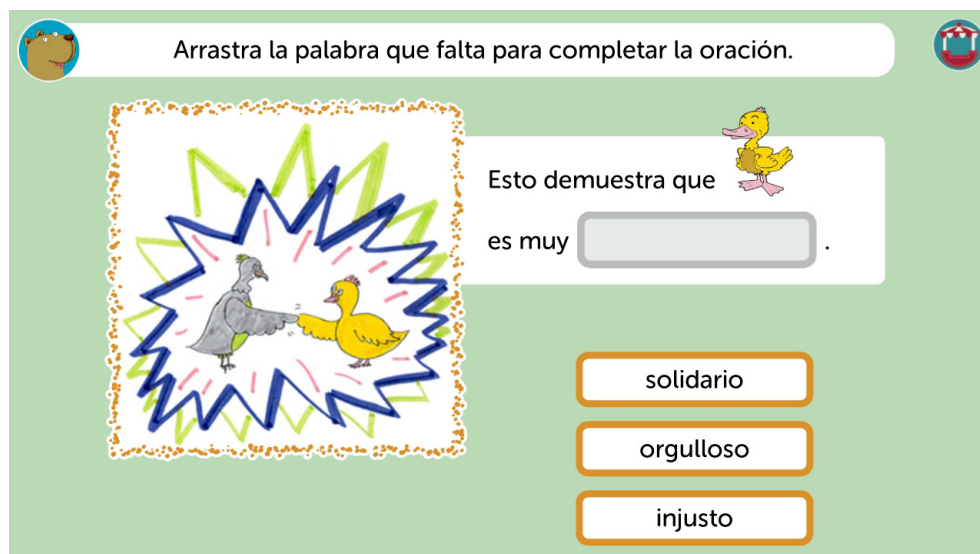 Arrastra la palabra que falta para completar la oración.
Esto demuestra que
es muy .
solidario
orgulloso
injusto